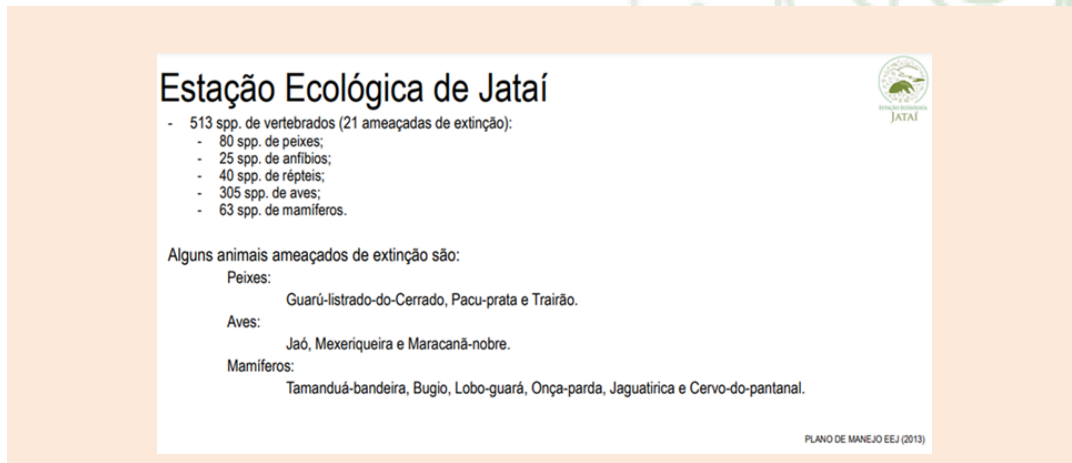 Estação Ecológica de Jataí
ESTAÇÃO ECOLÓGICA
JATAÍ
- 513 spp. de vertebrados (21 ameaçadas de extinção):
- 80 spp. de peixes;
- 25 spp. de anfíbios;
- 40 spp. de répteis;
- 305 spp. de aves;
- 63 spp. de mamíferos.
Alguns animais ameaçados de extinção são:
Peixes:
Guarú-listrado-do-Cerrado, Pacu-prata e Trairão.
Aves:
Jaó, Mexeriqueira e Maracanã-nobre.
Mamíferos:
Tamanduá-bandeira, Bugio, Lobo-guará, Onça-parda, Jaguatirica e Cervo-do-pantanal.
PLANO DE MANEJO EEJ (2013)